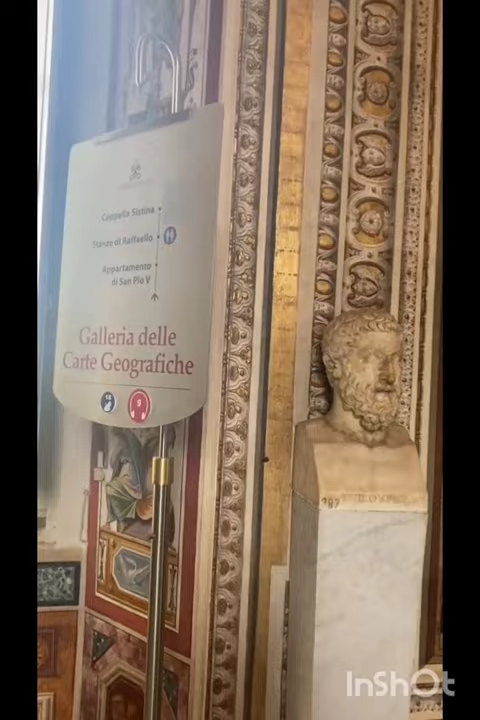 Cappella Sistina
Stanze di Raffaello
Appartamento
di San Pio V
Galleria delle
Carte Geografiche
InShOt